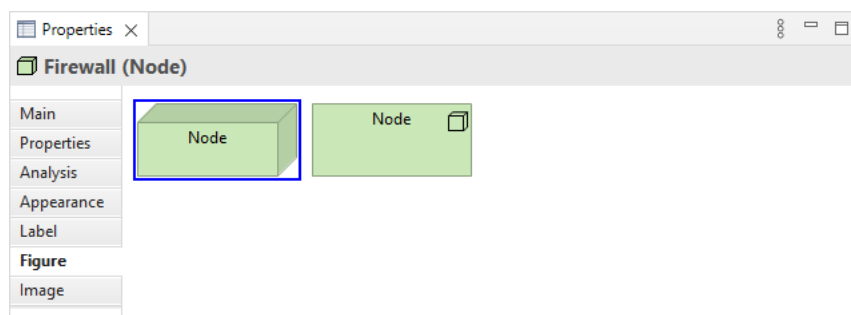 Properties
Firewall (Node)
Main
Properties
Analysis
Appearance
Label
Figure
Image
Node
Node